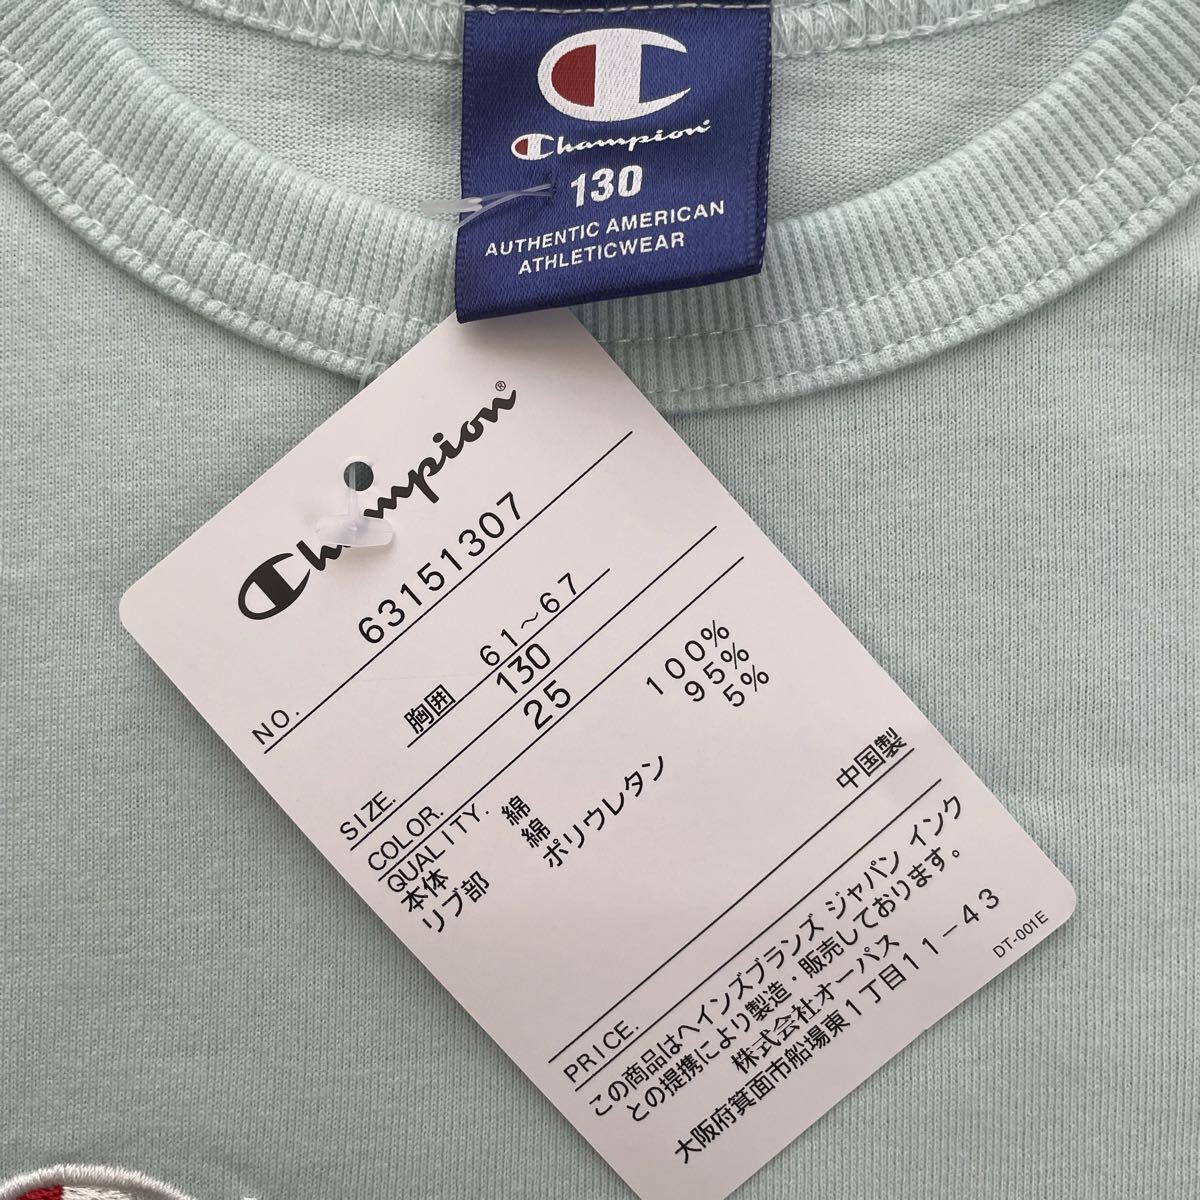 Champion
130
AUTHENTIC AMERICAN
ATHLETICWEAR
Champion®
NO. 63151307
胸囲 61~67
SIZE. 130
COLOR. 25
QUALITY.
本体 綿 100%
リブ部 綿 95%
ポリウレタン 5%
中国製
PRICE.
この商品はヘインズブランズ ジャパン インク
との提携により製造・販売しております。
株式会社オーパス
大阪府箕面市船場東1丁目11-43
DT-001E